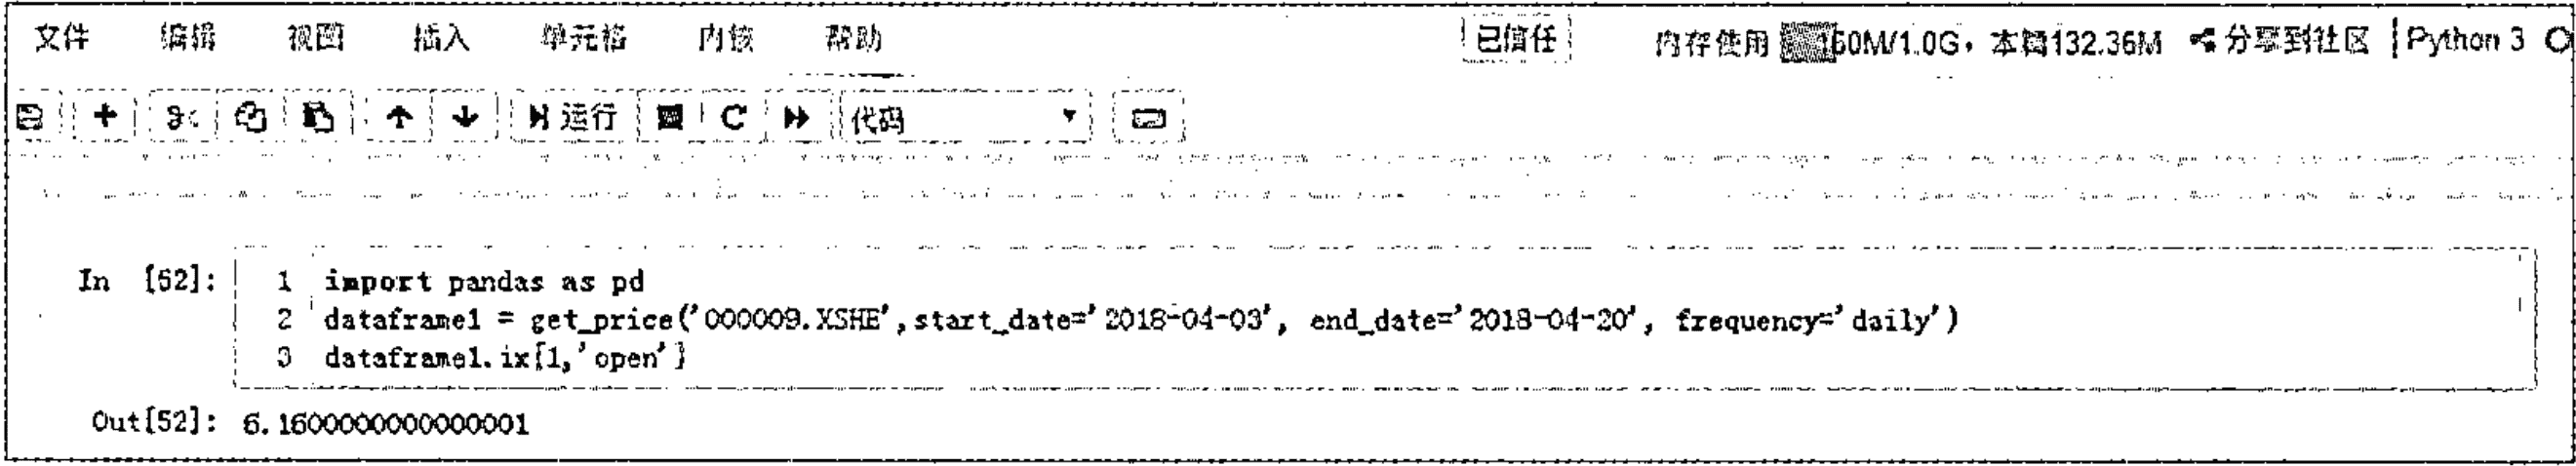 文件 编辑 视图 插入 单元格 内核 帮助 已信任 内存使用 160M/1.0G，本篇132.36M 分享到社区 Python 3
运行 代码
In [52]:
1 import pandas as pd
2 dataframe1 = get_price('000009.XSHE',start_date='2018-04-03', end_date='2018-04-20', frequency='daily')
3 dataframe1.ix[1,'open']
Out[52]: 6.1600000000000001